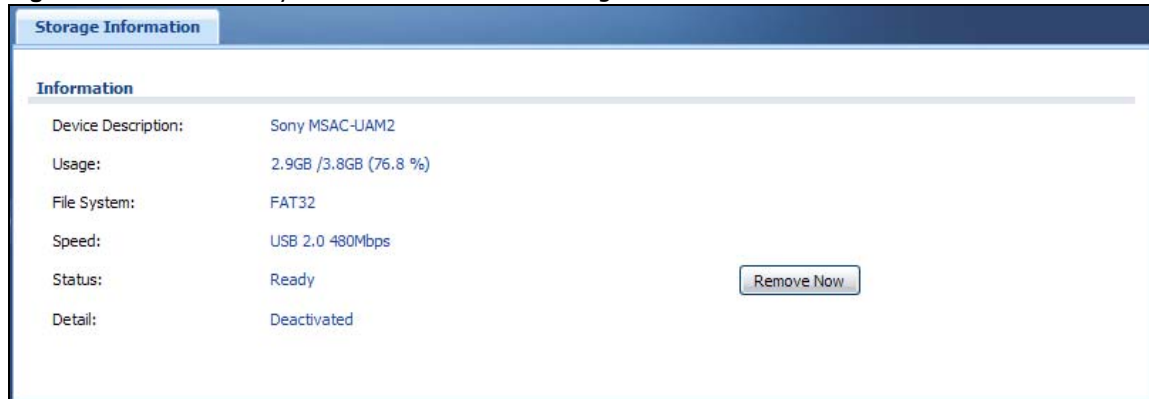 Storage Information
Information
Device Description: Sony MSAC-UAM2
Usage: 2.9GB /3.8GB (76.8 %)
File System: FAT32
Speed: USB 2.0 480Mbps
Status: Ready Remove Now
Detail: Deactivated